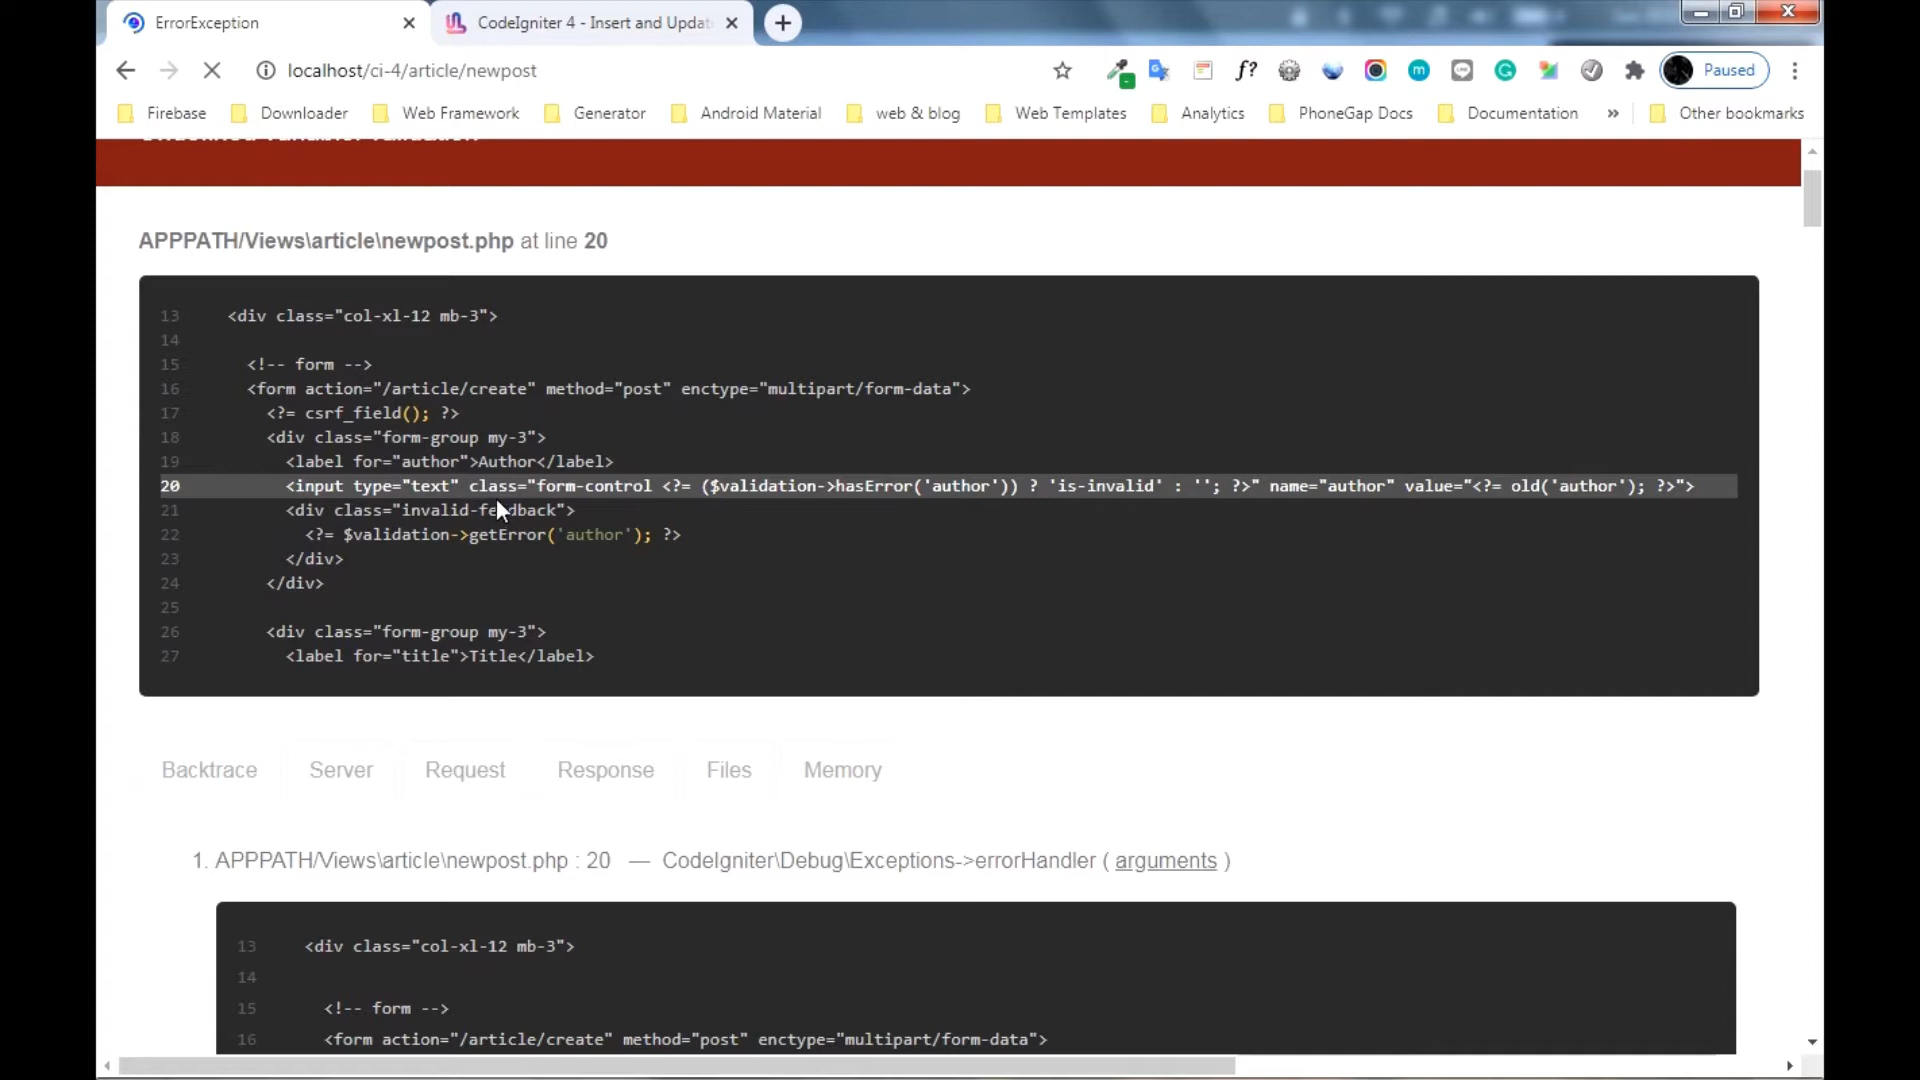 ErrorException
CodeIgniter 4 - Insert and Updat
localhost/ci-4/article/newpost
f?
m
Paused
Firebase
Downloader
Web Framework
Generator
Android Material
web & blog
Web Templates
Analytics
PhoneGap Docs
Documentation
»
Other bookmarks
APPPATH/Views\article\newpost.php at line 20
13 <div class="col-xl-12 mb-3">
14
15 <!-- form -->
16 <form action="/article/create" method="post" enctype="multipart/form-data">
17 <?= csrf_field(); ?>
18 <div class="form-group my-3">
19 <label for="author">Author</label>
20 <input type="text" class="form-control <?= ($validation->hasError('author')) ? 'is-invalid' : ''; ?>" name="author" value="<?= old('author'); ?>">
21 <div class="invalid-feedback">
22 <?= $validation->getError('author'); ?>
23 </div>
24 </div>
25
26 <div class="form-group my-3">
27 <label for="title">Title</label>
Backtrace Server Request Response Files Memory
1. APPPATH/Views\article\newpost.php : 20 — CodeIgniter\Debug\Exceptions->errorHandler ( arguments )
13 <div class="col-xl-12 mb-3">
14
15 <!-- form -->
16 <form action="/article/create" method="post" enctype="multipart/form-data">